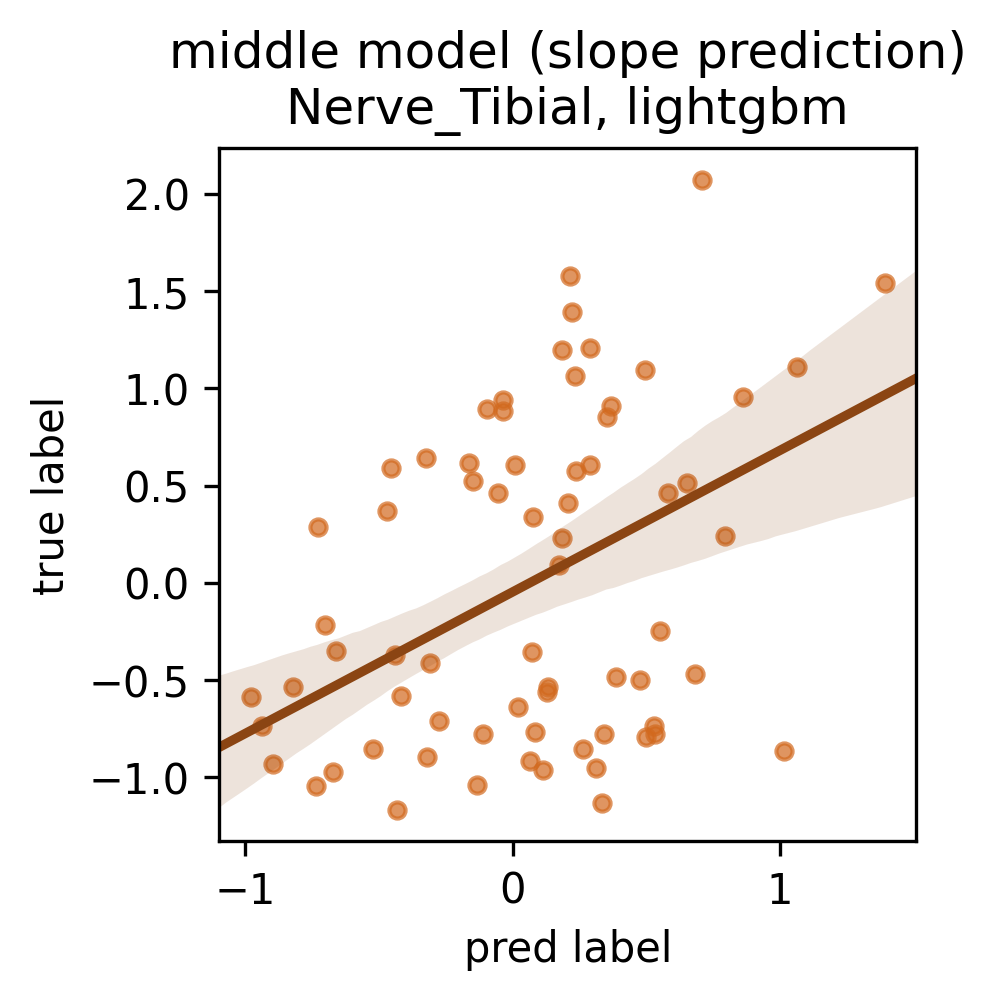 middle model (slope prediction)
Nerve_Tibial, lightgbm
2.0
1.5
1.0
0.5
0.0
−0.5
−1.0
true label
−1
0
1
pred label